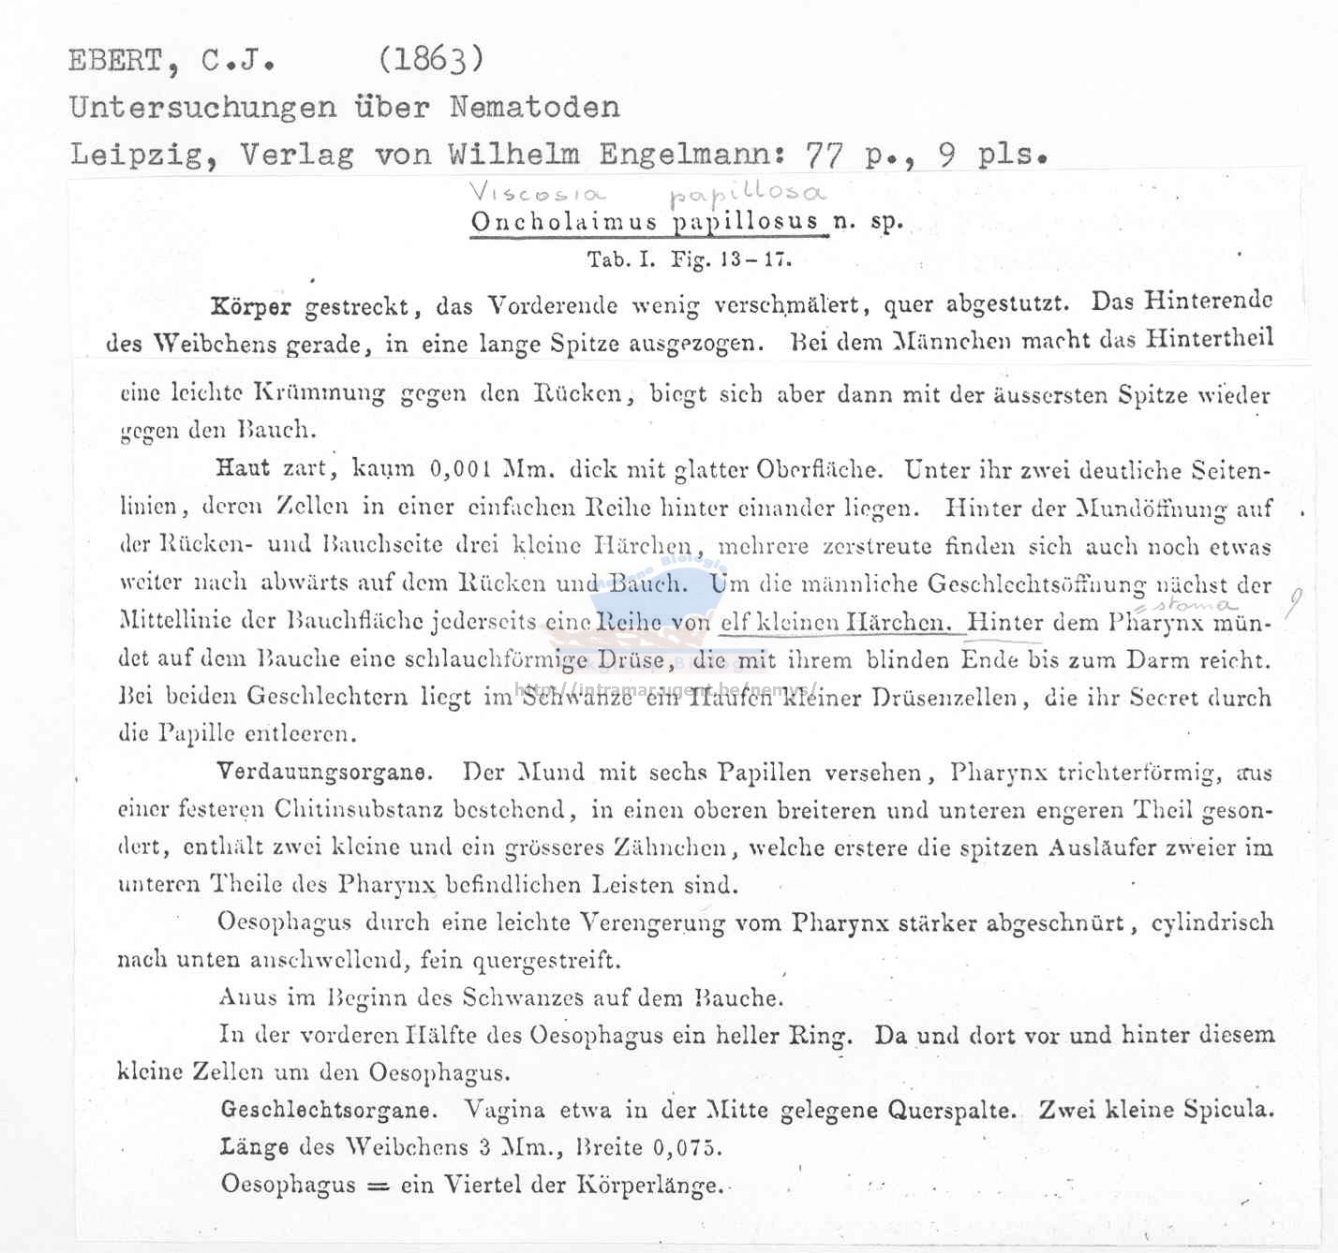 EBERT, C.J. (1863)
Untersuchungen über Nematoden
Leipzig, Verlag von Wilhelm Engelmann: 77 p., 9 pls.
Viscosia papillosa
Oncholaimus papillosus n. sp.
Tab. I. Fig. 13–17.
Körper gestreckt, das Vorderende wenig verschmälert, quer abgestutzt. Das Hinterende
des Weibchens gerade, in eine lange Spitze ausgezogen. Bei dem Männchen macht das Hintertheil
eine leichte Krümmung gegen den Rücken, biegt sich aber dann mit der äussersten Spitze wieder
gegen den Bauch.
Haut zart, kaum 0,001 Mm. dick mit glatter Oberfläche. Unter ihr zwei deutliche Seiten-
linien, deren Zellen in einer einfachen Reihe hinter einander liegen. Hinter der Mundöffnung auf
der Rücken- und Bauchseite drei kleine Härchen, mehrere zerstreute finden sich auch noch etwas
weiter nach abwärts auf dem Rücken und Bauch. Um die männliche Geschlechtsöffnung nächst der
= stoma
Mittellinie der Bauchfläche jederseits eine Reihe von elf kleinen Härchen. Hinter dem Pharynx mün-
det auf dem Bauche eine schlauchförmige Drüse, die mit ihrem blinden Ende bis zum Darm reicht.
Bei beiden Geschlechtern liegt im Schwanze ein Haufen kleiner Drüsenzellen, die ihr Secret durch
http://intramar.ugent.be/nemys/
die Papille entleeren.
Verdauungsorgane. Der Mund mit sechs Papillen versehen, Pharynx trichterförmig, aus
einer festeren Chitinsubstanz bestehend, in einen oberen breiteren und unteren engeren Theil geson-
dert, enthält zwei kleine und ein grösseres Zähnchen, welche erstere die spitzen Ausläufer zweier im
unteren Theile des Pharynx befindlichen Leisten sind.
Oesophagus durch eine leichte Verengerung vom Pharynx stärker abgeschnürt, cylindrisch
nach unten anschwellend, fein quergestreift.
Anus im Beginn des Schwanzes auf dem Bauche.
In der vorderen Hälfte des Oesophagus ein heller Ring. Da und dort vor und hinter diesem
kleine Zellen um den Oesophagus.
Geschlechtsorgane. Vagina etwa in der Mitte gelegene Querspalte. Zwei kleine Spicula.
Länge des Weibchens 3 Mm., Breite 0,075.
Oesophagus = ein Viertel der Körperlänge.